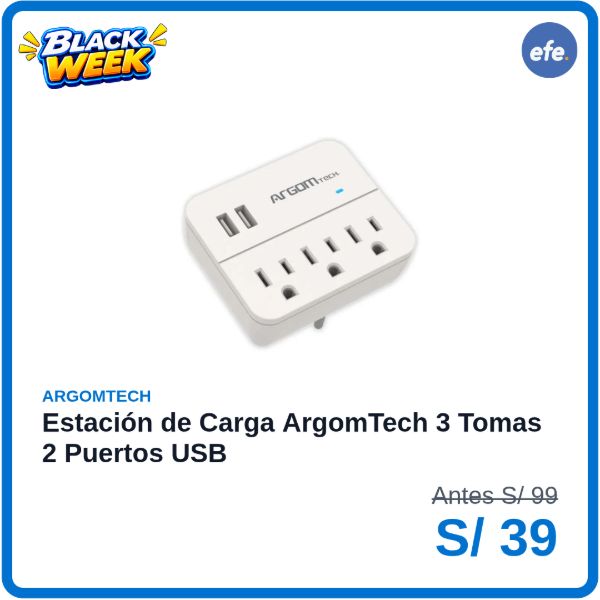 BLACK
WEEK
efe.
ARGOMTECH.
ARGOMTECH
Estación de Carga ArgomTech 3 Tomas
2 Puertos USB
Antes S/ 99
S/ 39